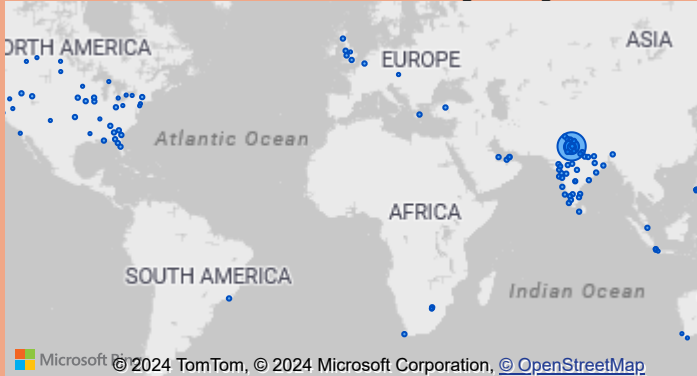 ORTH AMERICA
EUROPE
ASIA
Atlantic Ocean
AFRICA
SOUTH AMERICA
Indian Ocean
Microsoft Bing
© 2024 TomTom, © 2024 Microsoft Corporation, © OpenStreetMap